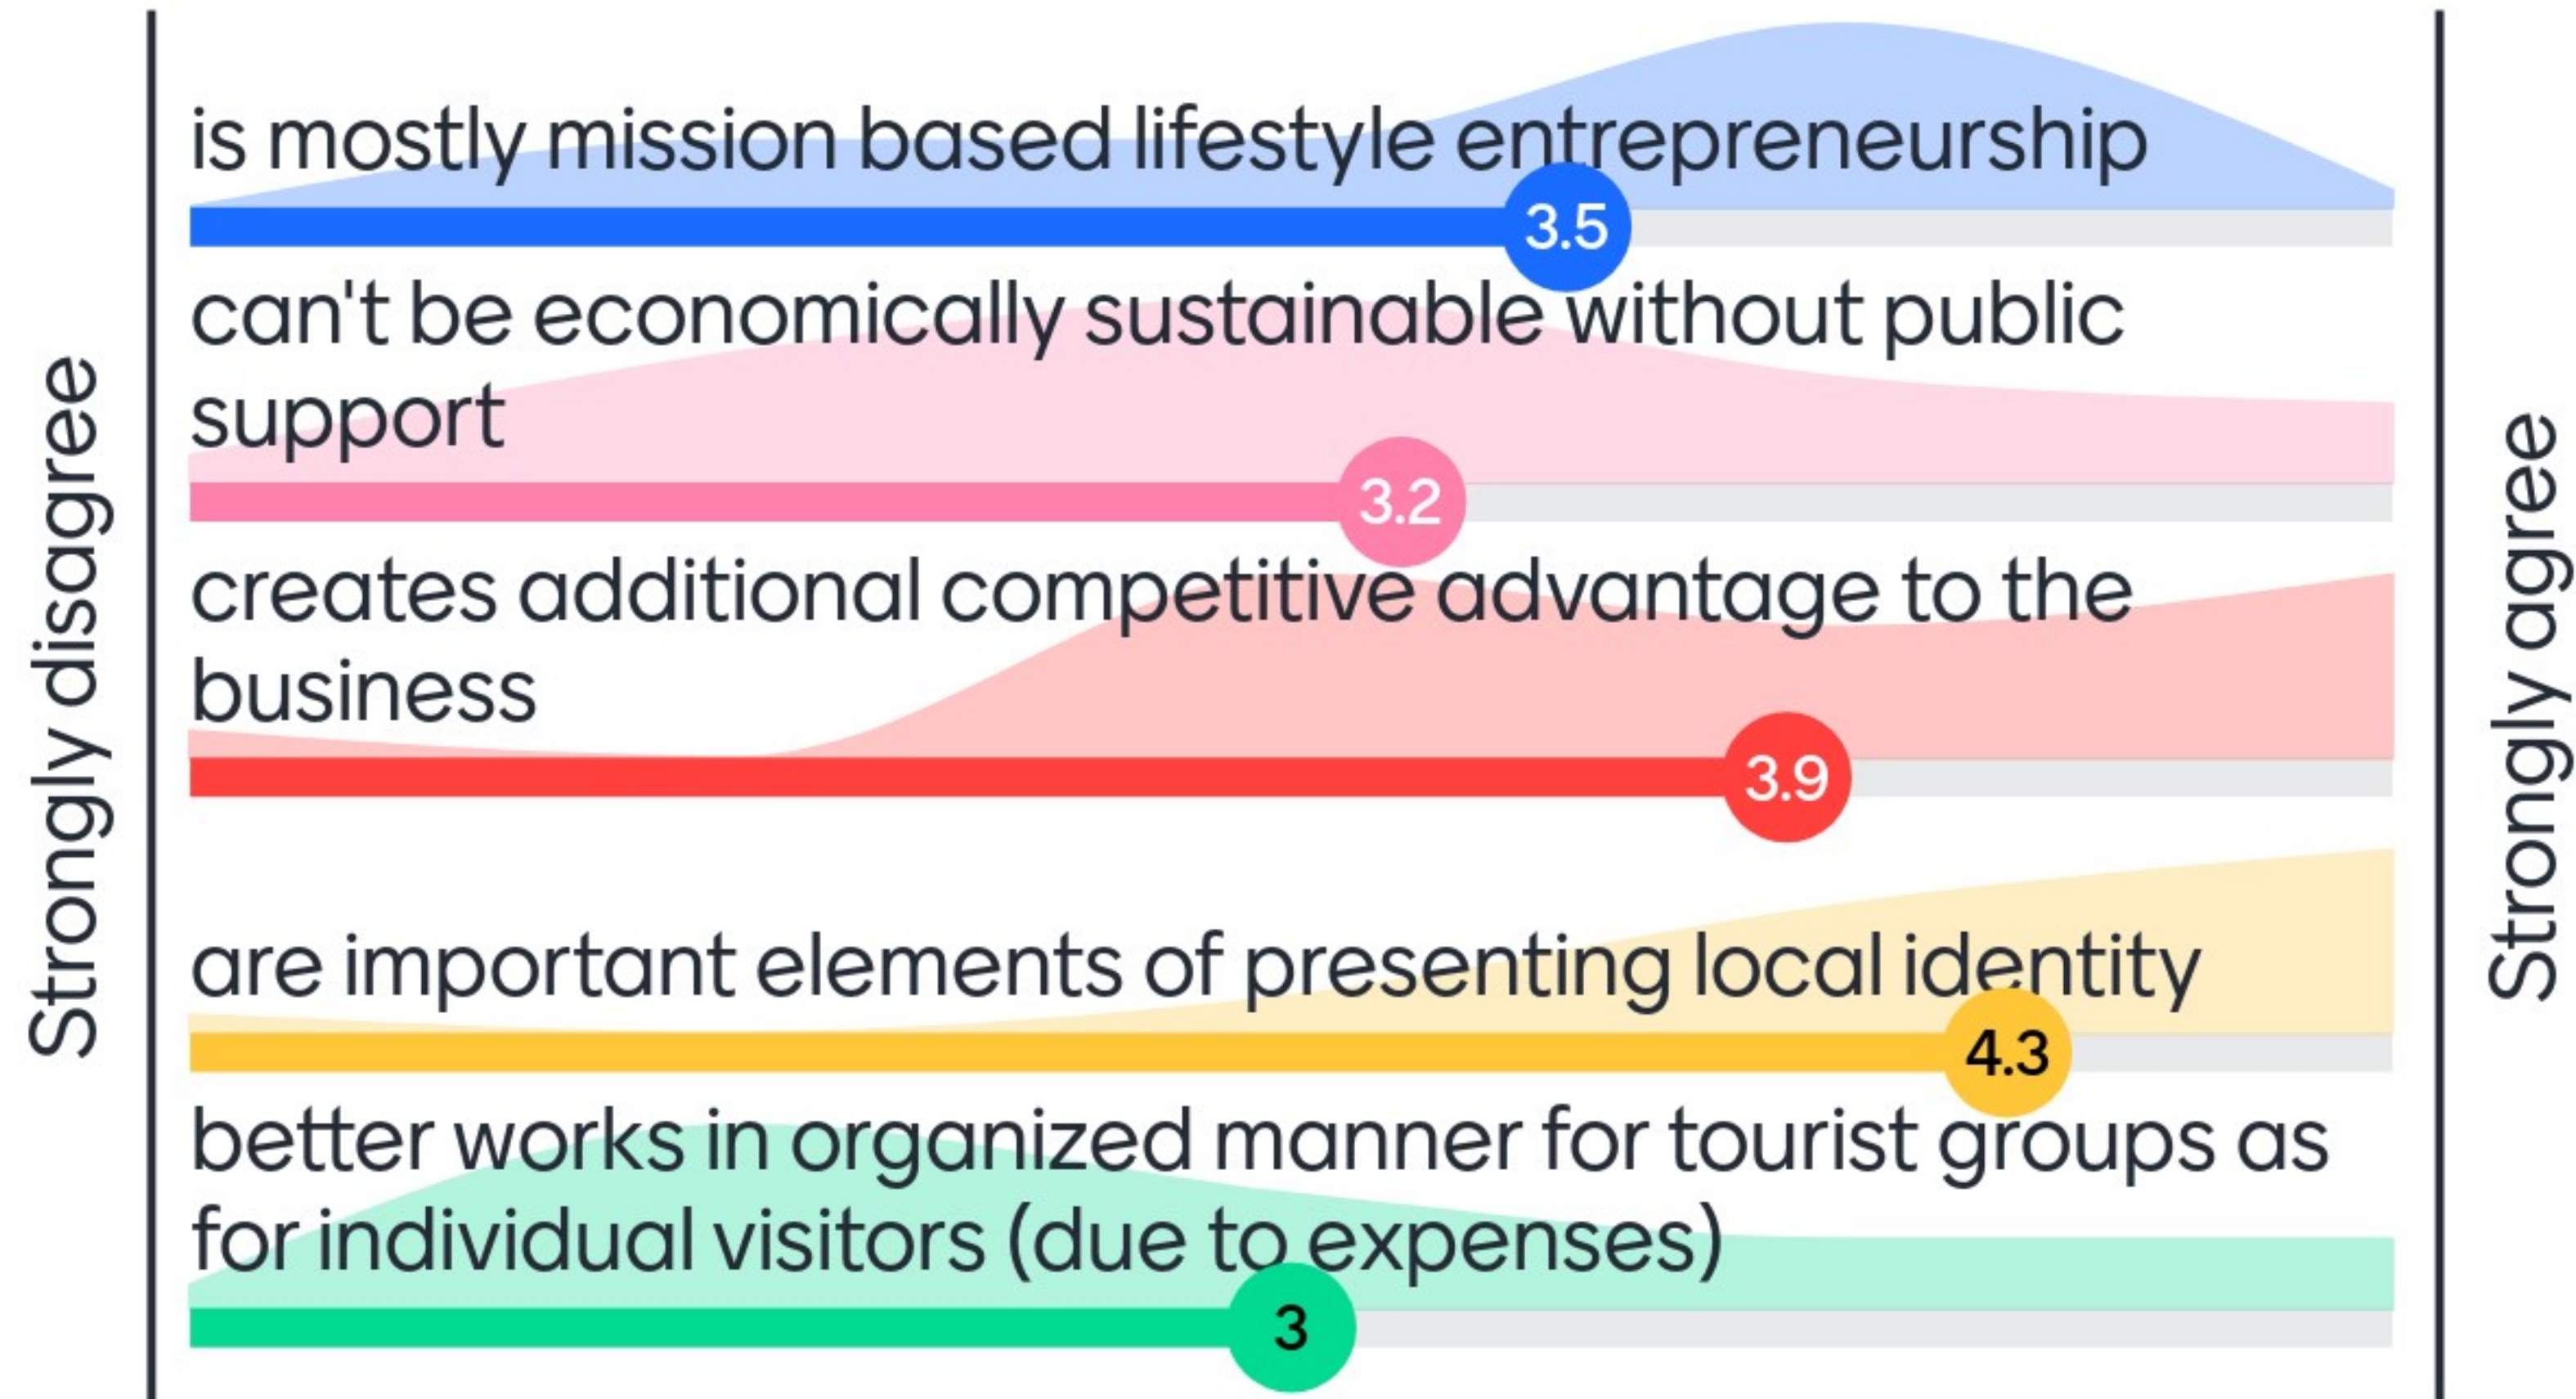 Strongly disagree
is mostly mission based lifestyle entrepreneurship
3.5
can't be economically sustainable without public
support
3.2
creates additional competitive advantage to the
business
3.9
are important elements of presenting local identity
4.3
better works in organized manner for tourist groups as
for individual visitors (due to expenses)
3
Strongly agree